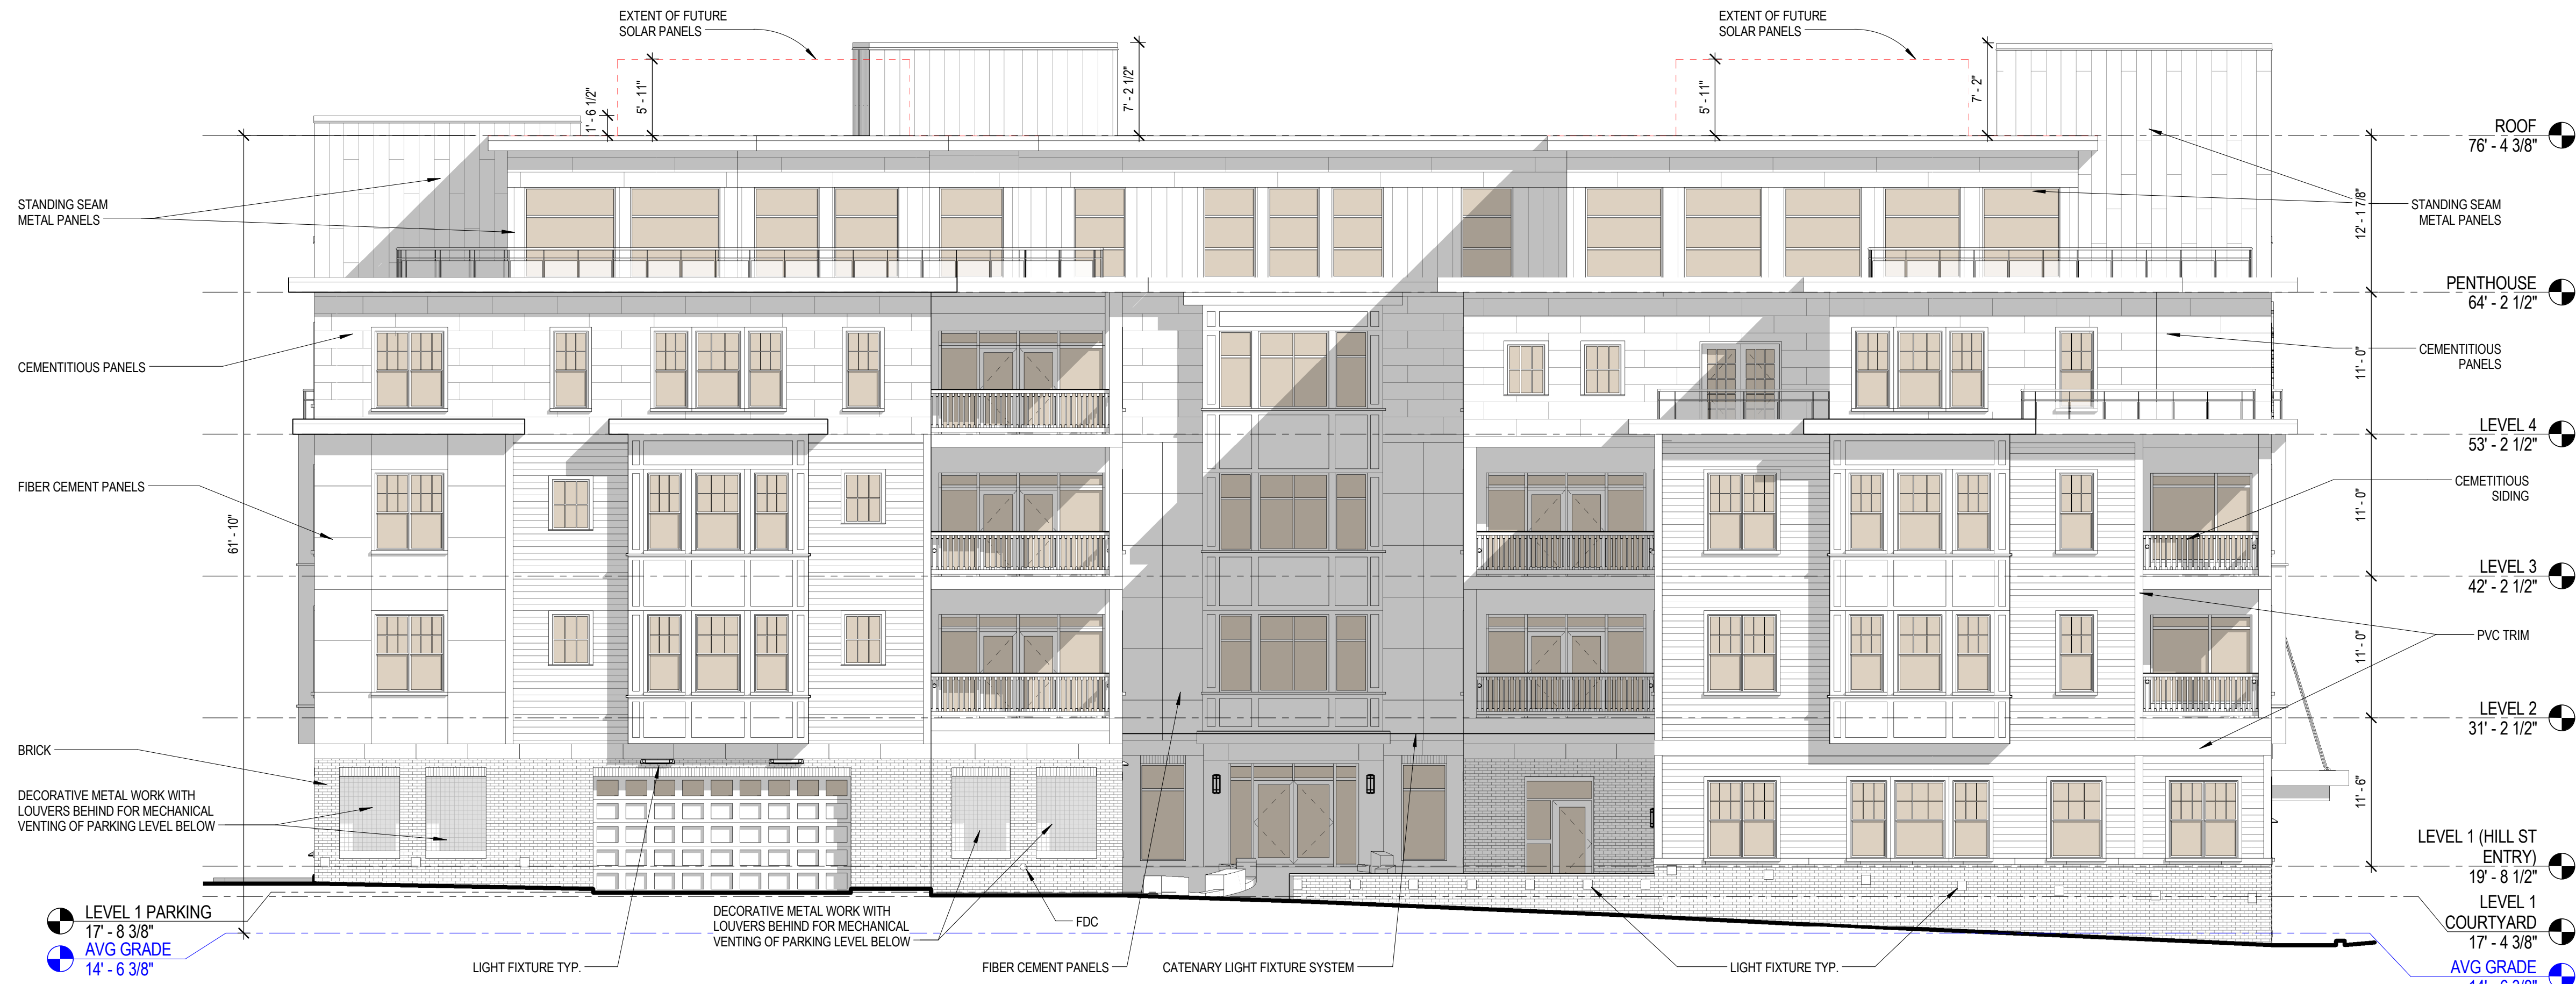 EXTENT OF FUTURE
SOLAR PANELS
EXTENT OF FUTURE
SOLAR PANELS
1' - 6 1/2"
5' - 11"
7' - 2 1/2"
5' - 11"
7' - 2"
ROOF
76' - 4 3/8"
STANDING SEAM
METAL PANELS
12' - 1 7/8"
STANDING SEAM
METAL PANELS
PENTHOUSE
64' - 2 1/2"
CEMENTITIOUS PANELS
11' - 0"
CEMENTITIOUS
PANELS
LEVEL 4
53' - 2 1/2"
FIBER CEMENT PANELS
61' - 10"
11' - 0"
CEMETITIOUS
SIDING
LEVEL 3
42' - 2 1/2"
11' - 0"
PVC TRIM
LEVEL 2
31' - 2 1/2"
BRICK
DECORATIVE METAL WORK WITH
LOUVERS BEHIND FOR MECHANICAL
VENTING OF PARKING LEVEL BELOW
11' - 6"
LEVEL 1 (HILL ST
ENTRY)
19' - 8 1/2"
LEVEL 1 PARKING
17' - 8 3/8"
AVG GRADE
14' - 6 3/8"
DECORATIVE METAL WORK WITH
LOUVERS BEHIND FOR MECHANICAL
VENTING OF PARKING LEVEL BELOW
FDC
LEVEL 1
COURTYARD
17' - 4 3/8"
LIGHT FIXTURE TYP.
FIBER CEMENT PANELS
CATENARY LIGHT FIXTURE SYSTEM
LIGHT FIXTURE TYP.
AVG GRADE
14' - 6 3/8"